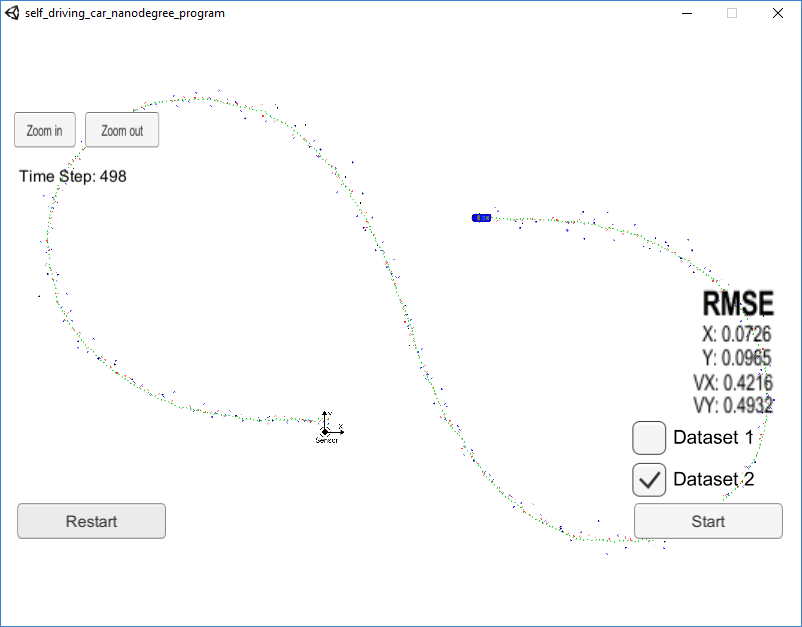 self_driving_car_nanodegree_program
Zoom in
Zoom out
Time Step: 498
RMSE
X: 0.0726
Y: 0.0965
VX: 0.4216
VY: 0.4932
Y
X
Sensor
Dataset 1
Dataset 2
Restart
Start